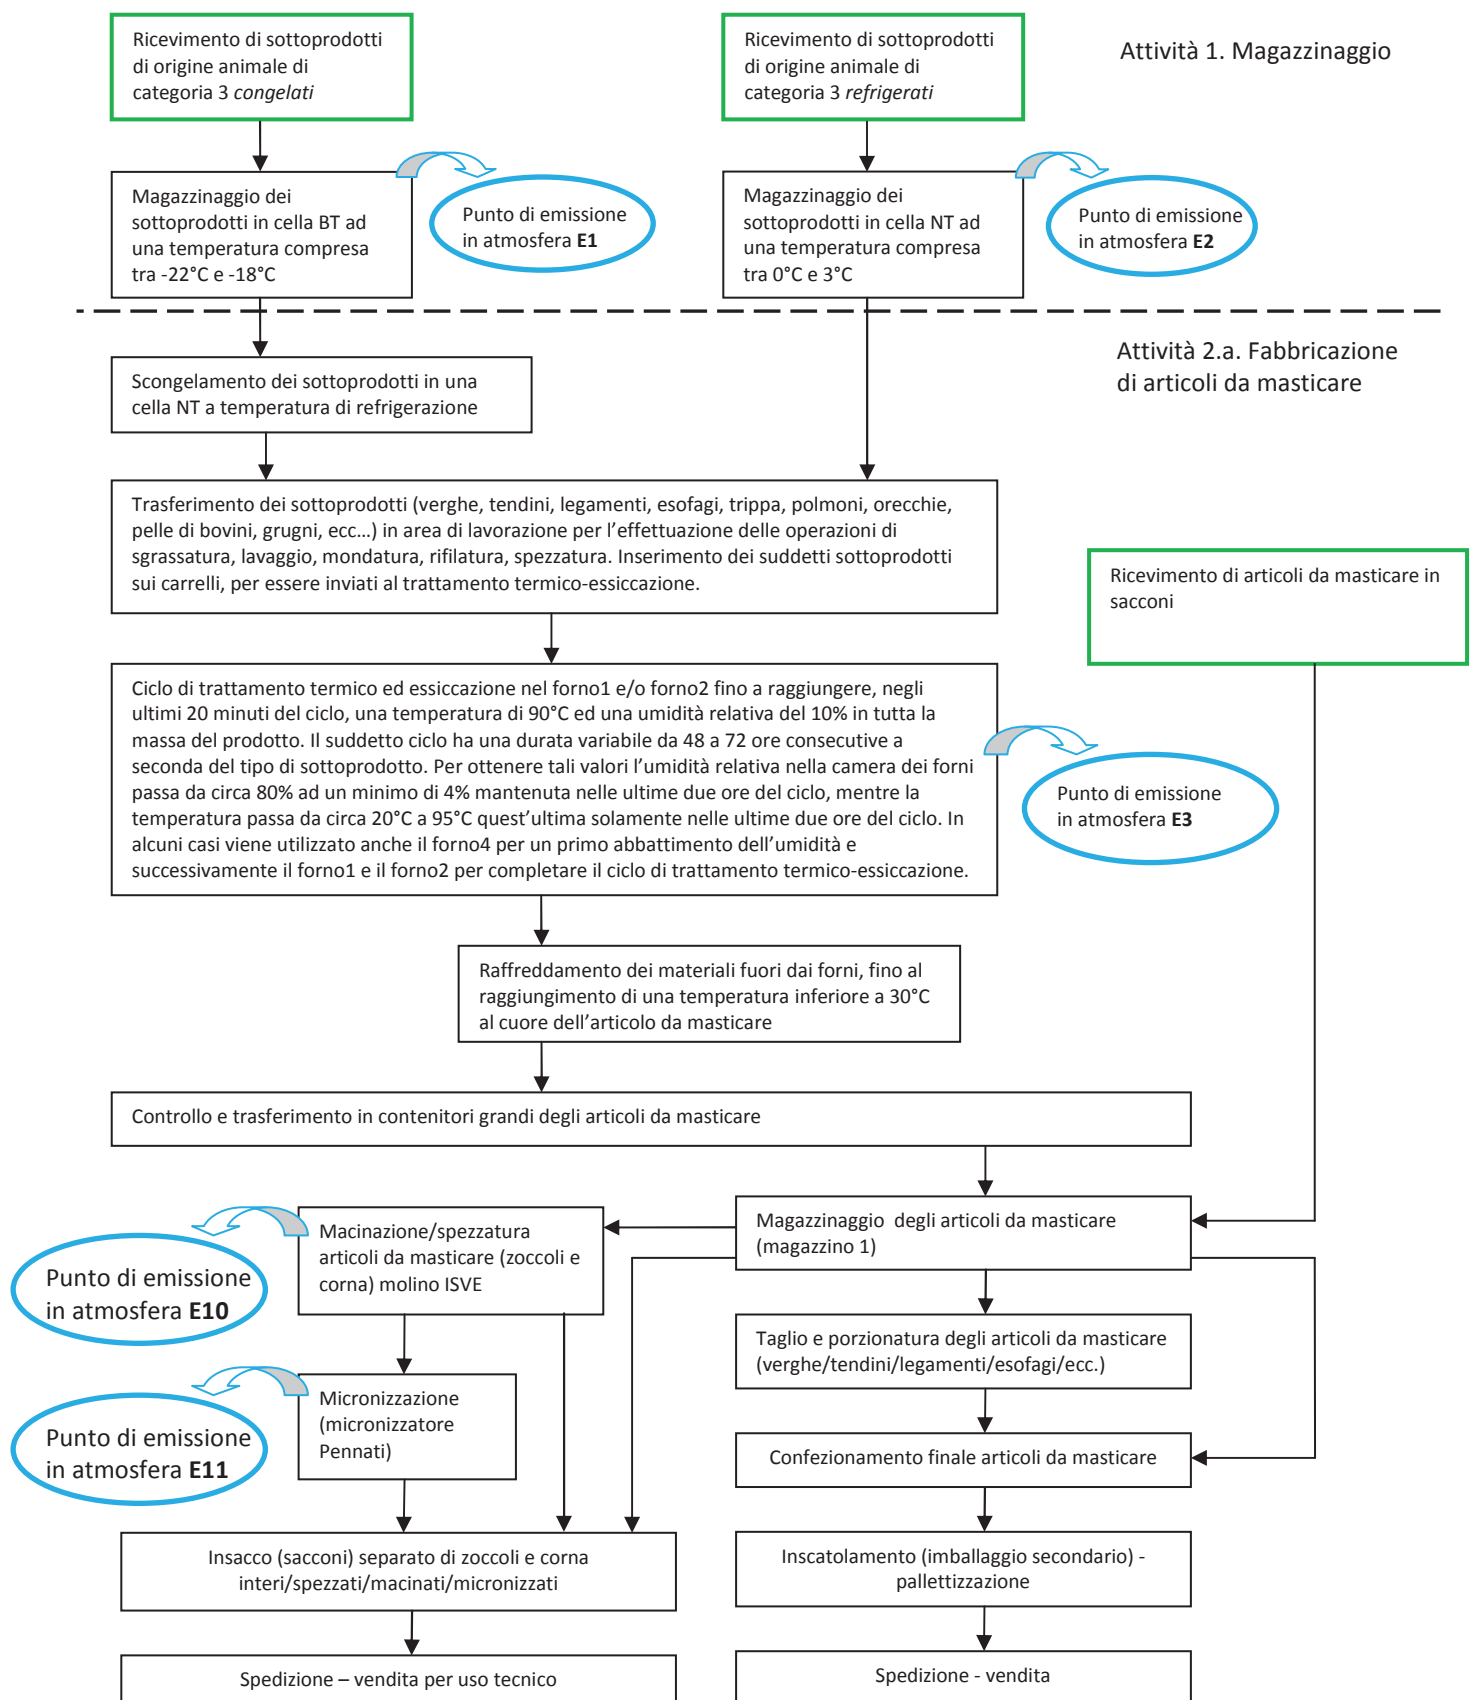 Ricevimento di sottoprodotti
di origine animale di
categoria 3 congelati
Ricevimento di sottoprodotti
di origine animale di
categoria 3 refrigerati
Attività 1. Magazzinaggio
Magazzinaggio dei
sottoprodotti in cella BT ad
una temperatura compresa
tra -22°C e -18°C
Punto di emissione
in atmosfera E1
Magazzinaggio dei
sottoprodotti in cella NT ad
una temperatura compresa
tra 0°C e 3°C
Punto di emissione
in atmosfera E2
Attività 2.a. Fabbricazione
di articoli da masticare
Scongelamento dei sottoprodotti in una
cella NT a temperatura di refrigerazione
Trasferimento dei sottoprodotti (verghe, tendini, legamenti, esofagi, trippa, polmoni, orecchie,
pelle di bovini, grugni, ecc…) in area di lavorazione per l’effettuazione delle operazioni di
sgrassatura, lavaggio, mondatura, rifilatura, spezzatura. Inserimento dei suddetti sottoprodotti
sui carrelli, per essere inviati al trattamento termico-essiccazione.
Ricevimento di articoli da masticare in
sacconi
Ciclo di trattamento termico ed essiccazione nel forno1 e/o forno2 fino a raggiungere, negli
ultimi 20 minuti del ciclo, una temperatura di 90°C ed una umidità relativa del 10% in tutta la
massa del prodotto. Il suddetto ciclo ha una durata variabile da 48 a 72 ore consecutive a
seconda del tipo di sottoprodotto. Per ottenere tali valori l’umidità relativa nella camera dei forni
passa da circa 80% ad un minimo di 4% mantenuta nelle ultime due ore del ciclo, mentre la
temperatura passa da circa 20°C a 95°C quest’ultima solamente nelle ultime due ore del ciclo. In
alcuni casi viene utilizzato anche il forno4 per un primo abbattimento dell’umidità e
successivamente il forno1 e il forno2 per completare il ciclo di trattamento termico-essiccazione.
Punto di emissione
in atmosfera E3
Raffreddamento dei materiali fuori dai forni, fino al
raggiungimento di una temperatura inferiore a 30°C
al cuore dell’articolo da masticare
Controllo e trasferimento in contenitori grandi degli articoli da masticare
Punto di emissione
in atmosfera E10
Macinazione/spezzatura
articoli da masticare (zoccoli e
corna) molino ISVE
Magazzinaggio degli articoli da masticare
(magazzino 1)
Taglio e porzionatura degli articoli da masticare
(verghe/tendini/legamenti/esofagi/ecc.)
Punto di emissione
in atmosfera E11
Micronizzazione
(micronizzatore
Pennati)
Confezionamento finale articoli da masticare
Insacco (sacconi) separato di zoccoli e corna
interi/spezzati/macinati/micronizzati
Inscatolamento (imballaggio secondario) -
pallettizzazione
Spedizione – vendita per uso tecnico
Spedizione - vendita